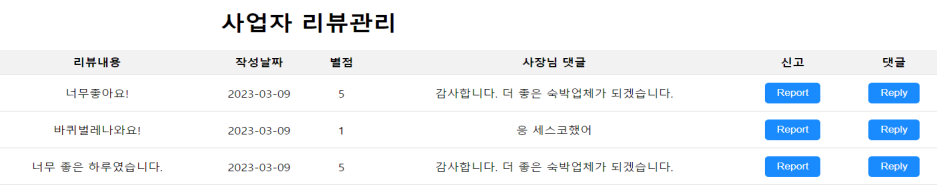 사업자 리뷰관리
리뷰내용 작성날짜 별점 사장님 댓글 신고 댓글
너무좋아요! 2023-03-09 5 감사합니다. 더 좋은 숙박업체가 되겠습니다. Report Reply
바퀴벌레나와요! 2023-03-09 1 응 세스코했어 Report Reply
너무 좋은 하루였습니다. 2023-03-09 5 감사합니다. 더 좋은 숙박업체가 되겠습니다. Report Reply